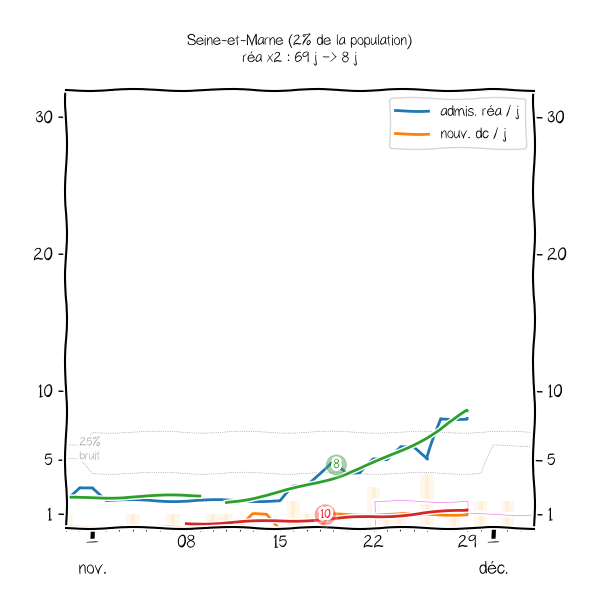 Seine-et-Marne (2% de la population)
réa x2 : 69 j -> 8 j
admis. réa / j
nouv. dc / j
30
30
20
20
10
10
25%
bruit
5
5
8
10
1
1
08
15
22
29
nov.
déc.